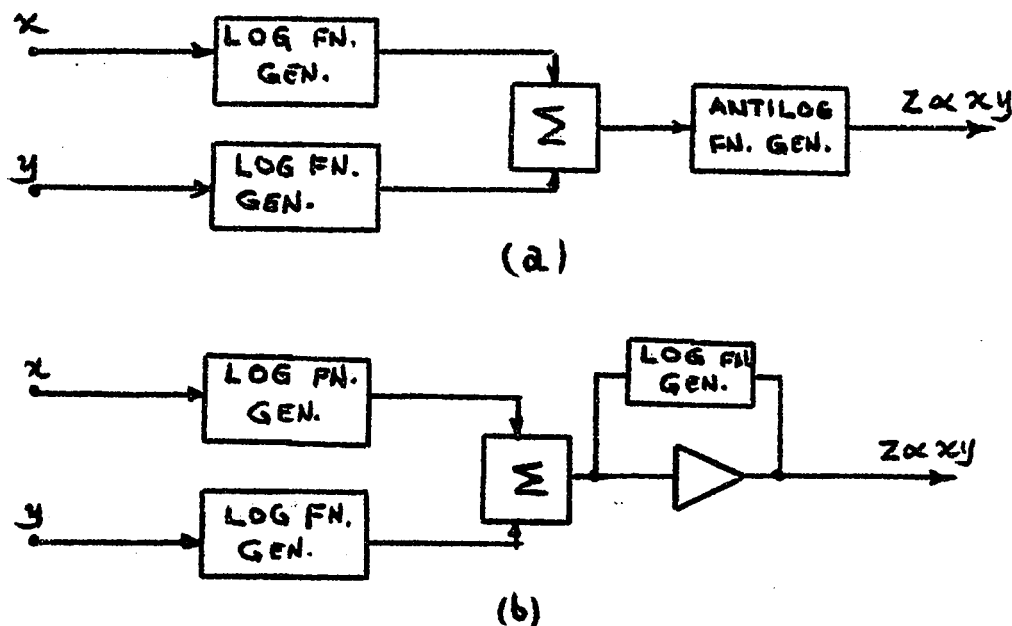 x
LOG FN.
GEN.
Σ
ANTILOG
FN. GEN.
Z ∝ xy
y
LOG FN.
GEN.
(a)
x
LOG FN.
GEN.
Σ
LOG FN
GEN.
Z ∝ xy
y
LOG FN.
GEN.
(b)